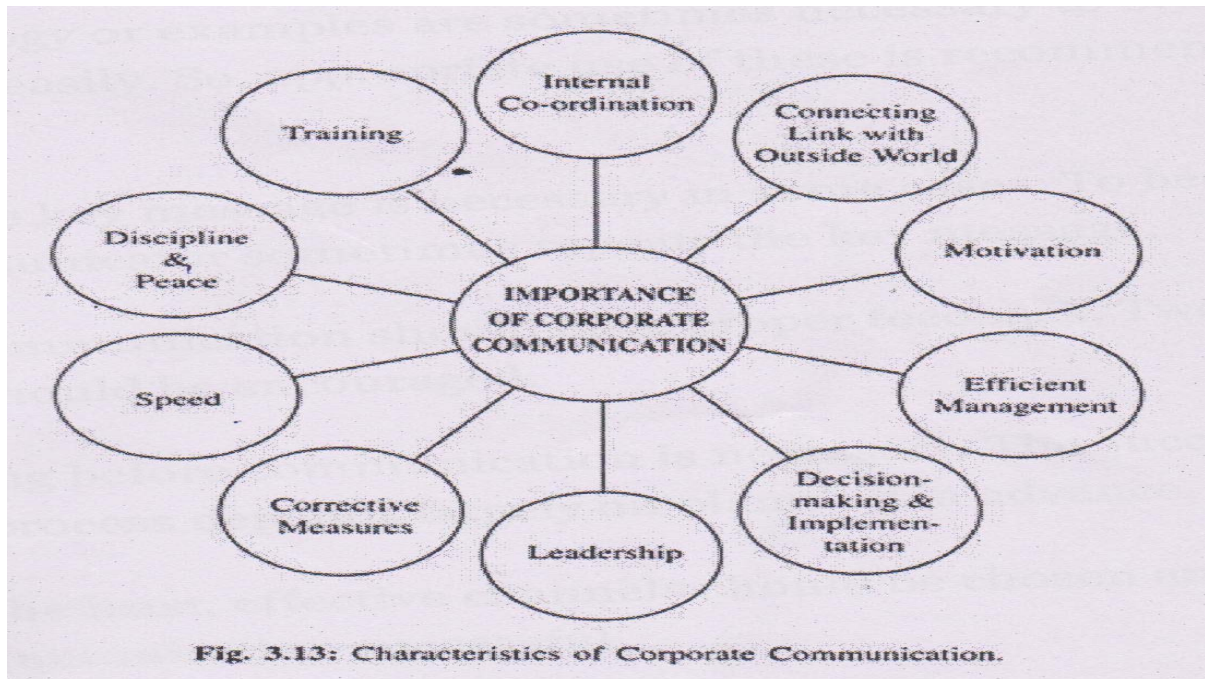 Internal
Co-ordination
Connecting
Link with
Outside World
Motivation
Efficient
Management
Decision-
making &
Implemen-
tation
Leadership
Corrective
Measures
Speed
Discipline
&
Peace
Training
IMPORTANCE
OF CORPORATE
COMMUNICATION
Fig. 3.13: Characteristics of Corporate Communication.